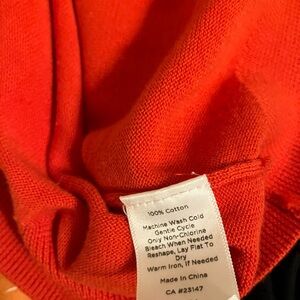 100% Cotton
Machine Wash Cold
Gentle Cycle
Only Non-Chlorine
Bleach When Needed
Reshape, Lay Flat To
Dry
Warm Iron, If Needed
Made In China
CA #23147